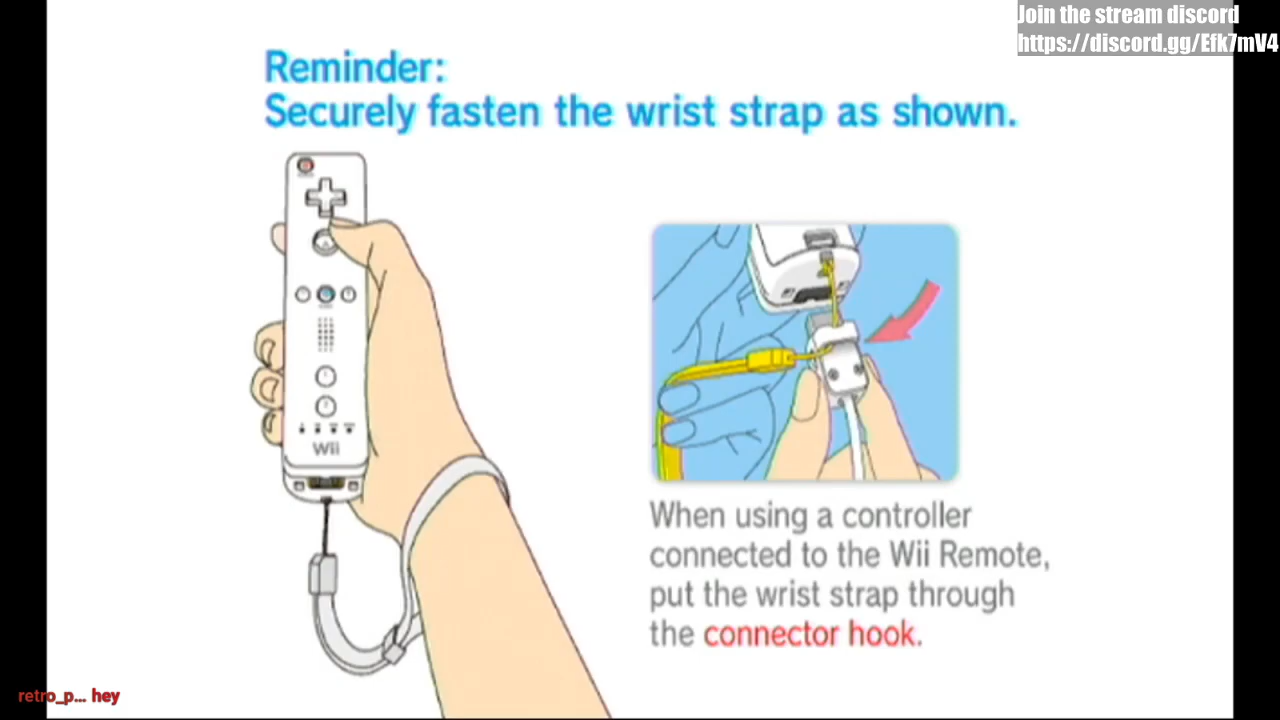 Join the stream discord
https://discord.gg/Efk7mV4
Reminder:
Securely fasten the wrist strap as shown.
Wii
When using a controller
connected to the Wii Remote,
put the wrist strap through
the connector hook.
retro_p... hey